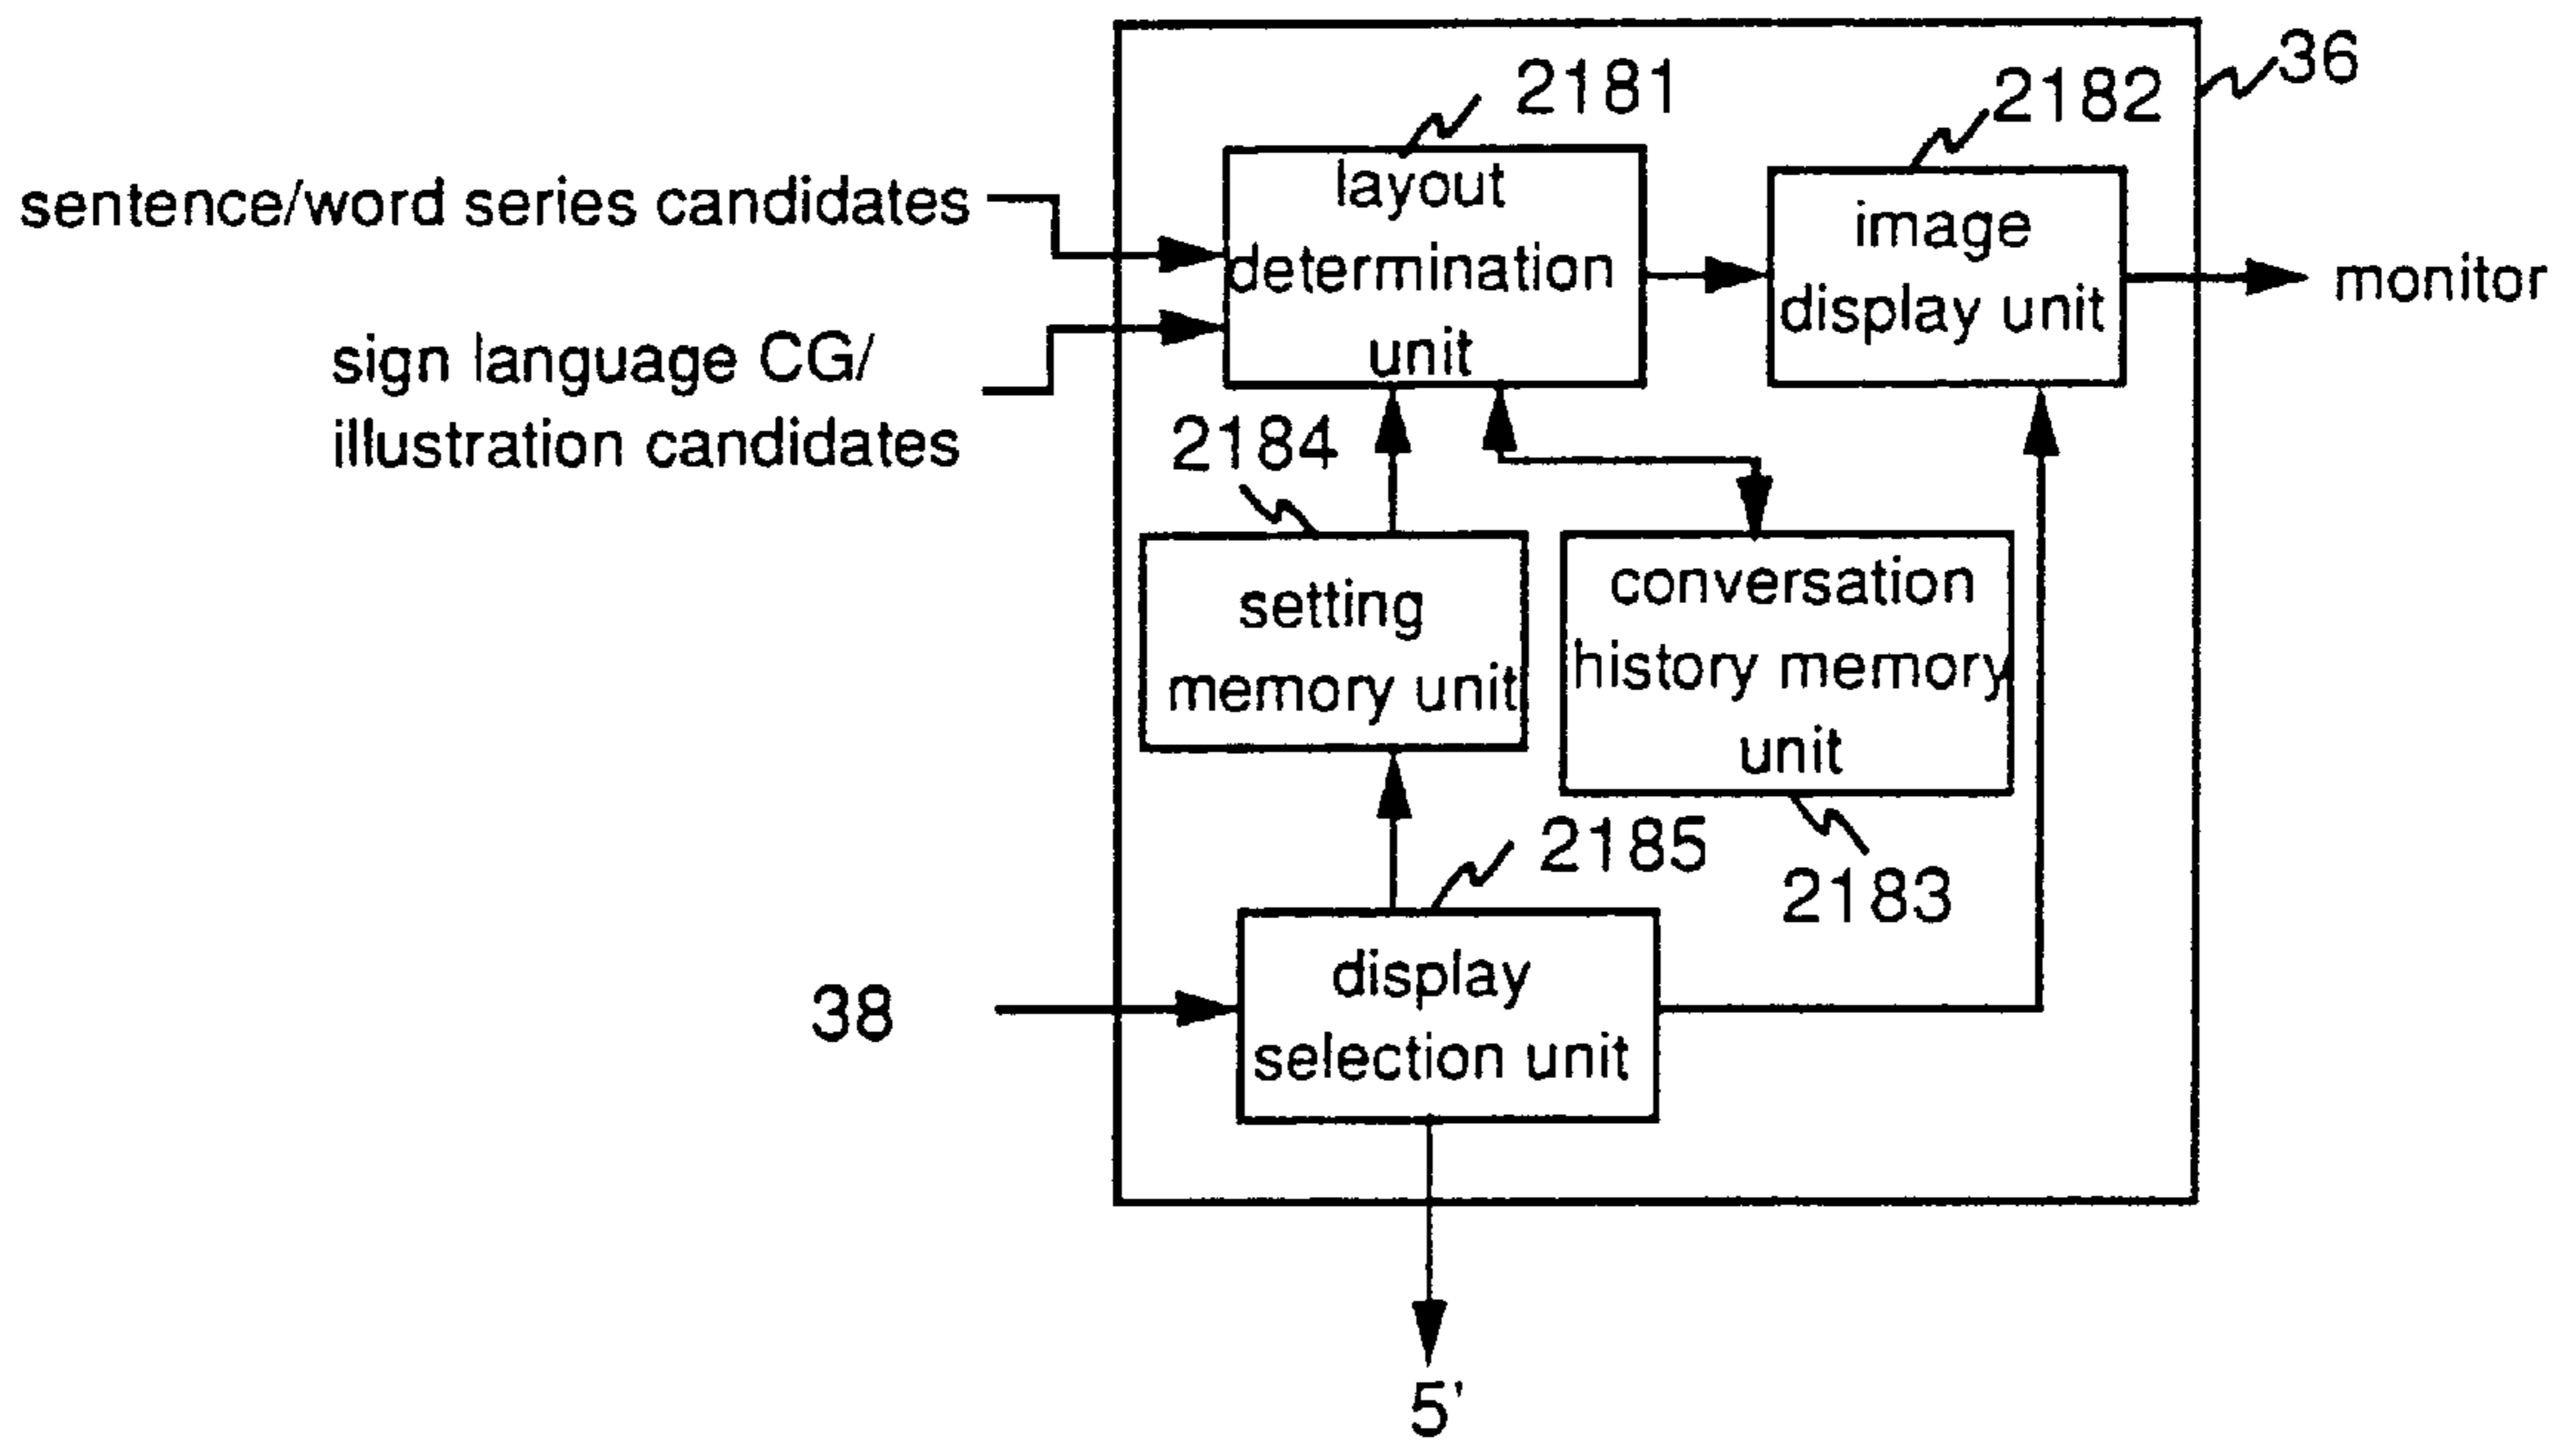 36
2181
2182
sentence/word series candidates
layout
determination
unit
image
display unit
monitor
sign language CG/
illustration candidates
2184
setting
memory unit
conversation
history memory
unit
2185
2183
38
display
selection unit
5'